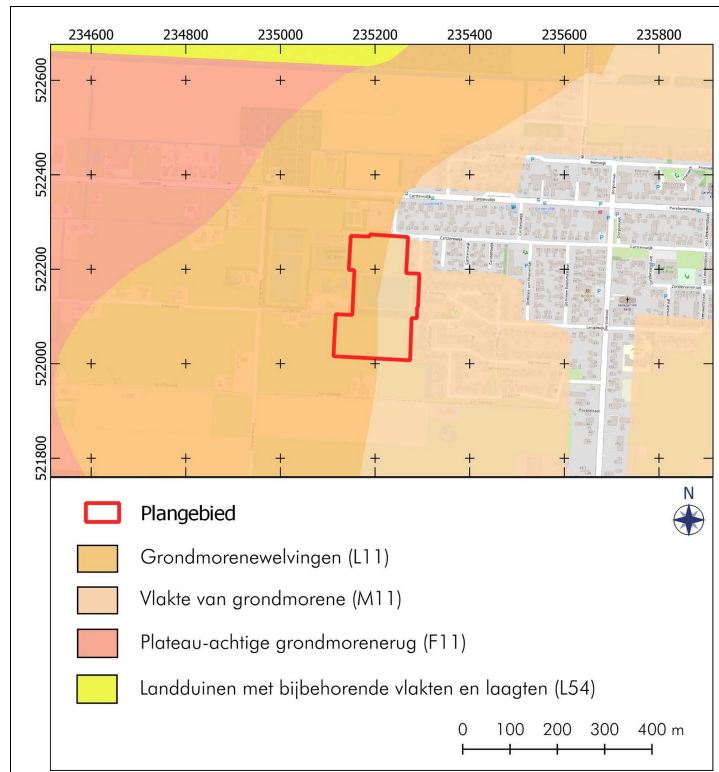 234600 234800 235000 235200 235400 235600 235800
522600
522400
522200
522000
521800
N
Plangebied
Grondmorenewelvingen (L11)
Vlakte van grondmorene (M11)
Plateau-achtige grondmorenerug (F11)
Landduinen met bijbehorende vlakten en laagten (L54)
0 100 200 300 400 m